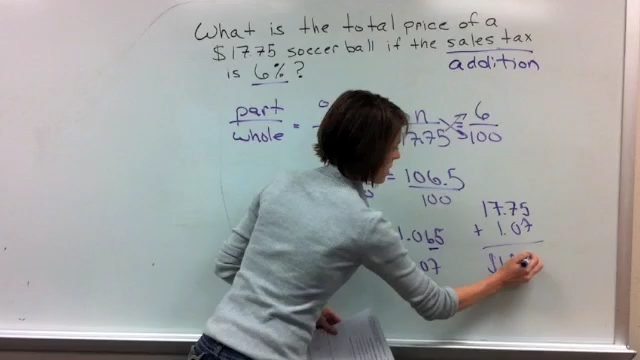 What is the total price of a
$17.75 soccer ball if the sales tax
is 6%?
addition
part
whole
=
n
17.75
=
6
100
= 106.5
100
1.065
07
17.75
+ 1.07
$1